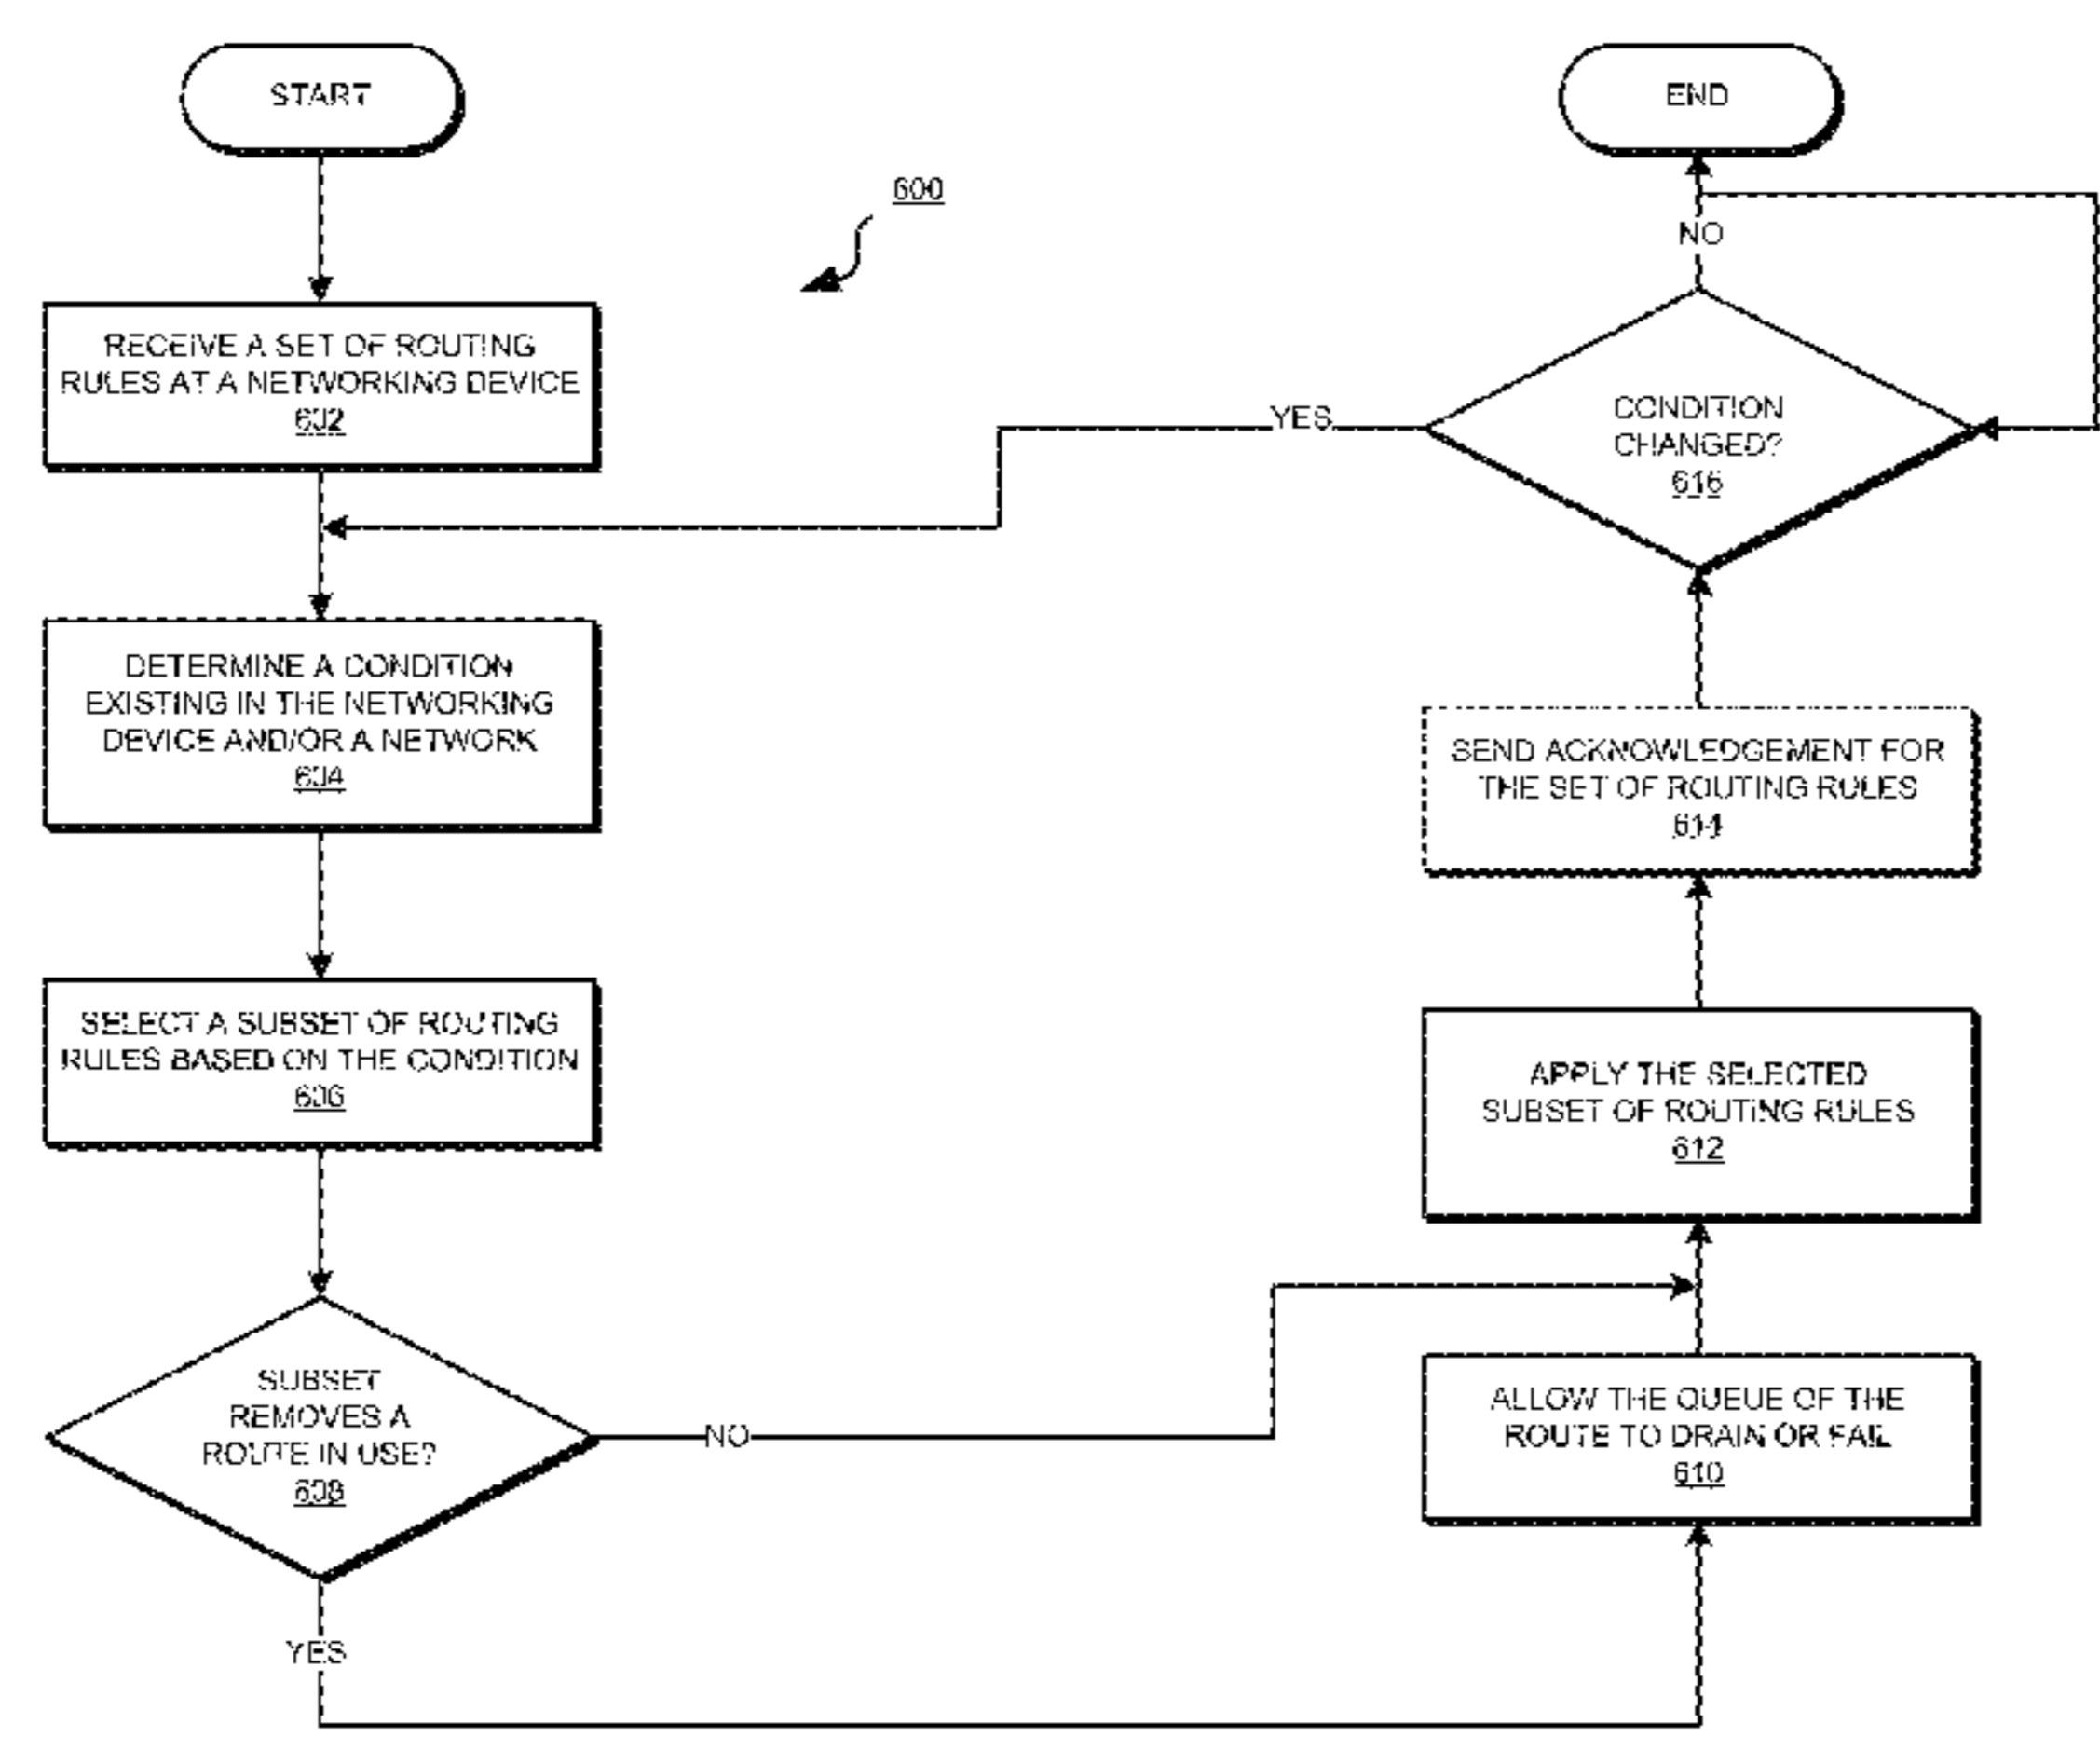 START
600
RECEIVE A SET OF ROUTING
RULES AT A NETWORKING DEVICE
602
DETERMINE A CONDITION
EXISTING IN THE NETWORKING
DEVICE AND/OR A NETWORK
604
SELECT A SUBSET OF ROUTING
RULES BASED ON THE CONDITION
606
SUBSET
REMOVES A
ROUTE IN USE?
608
NO
YES
ALLOW THE QUEUE OF THE
ROUTE TO DRAIN OR FAIL
610
APPLY THE SELECTED
SUBSET OF ROUTING RULES
612
SEND ACKNOWLEDGEMENT FOR
THE SET OF ROUTING RULES
614
CONDITION
CHANGED?
616
YES
NO
END